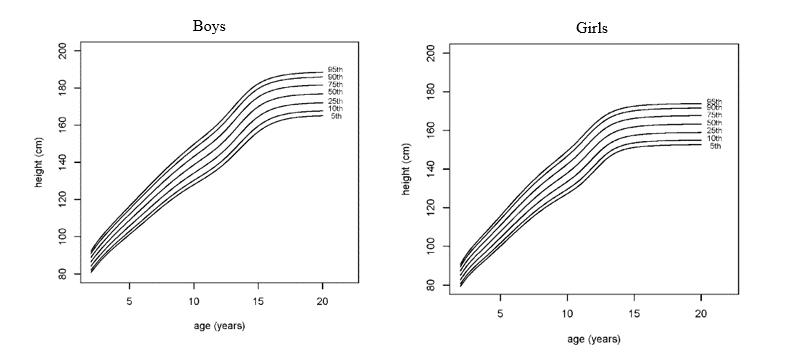 Boys
200
180
160
140
120
100
80
height (cm)
95th
90th
75th
50th
25th
10th
5th
5 10 15 20
age (years)
Girls
200
180
160
140
120
100
80
height (cm)
95th
90th
75th
50th
25th
10th
5th
5 10 15 20
age (years)